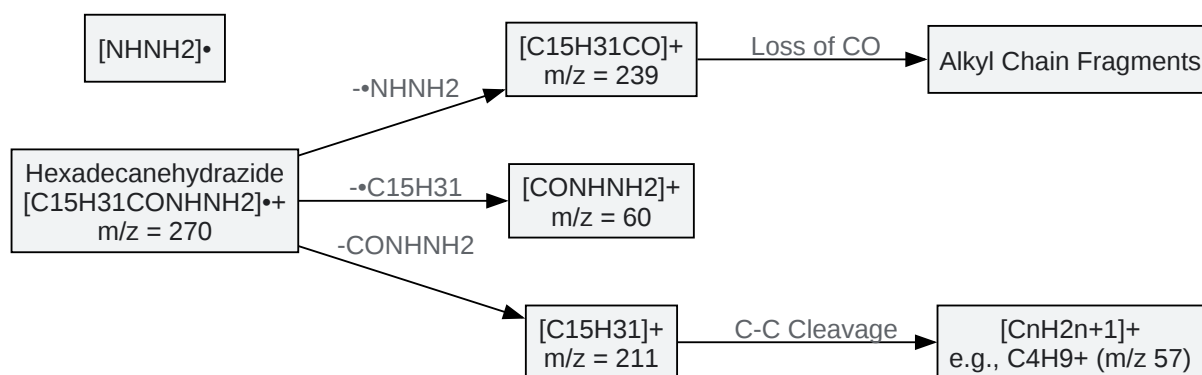 [NHNH2]•
[C15H31CO]+
m/z = 239
Loss of CO
Alkyl Chain Fragments
-•NHNH2
Hexadecanehydrazide
[C15H31CONHNH2]•+
m/z = 270
-•C15H31
[CONHNH2]+
m/z = 60
-CONHNH2
[C15H31]+
m/z = 211
C-C Cleavage
[CnH2n+1]+
e.g., C4H9+ (m/z 57)